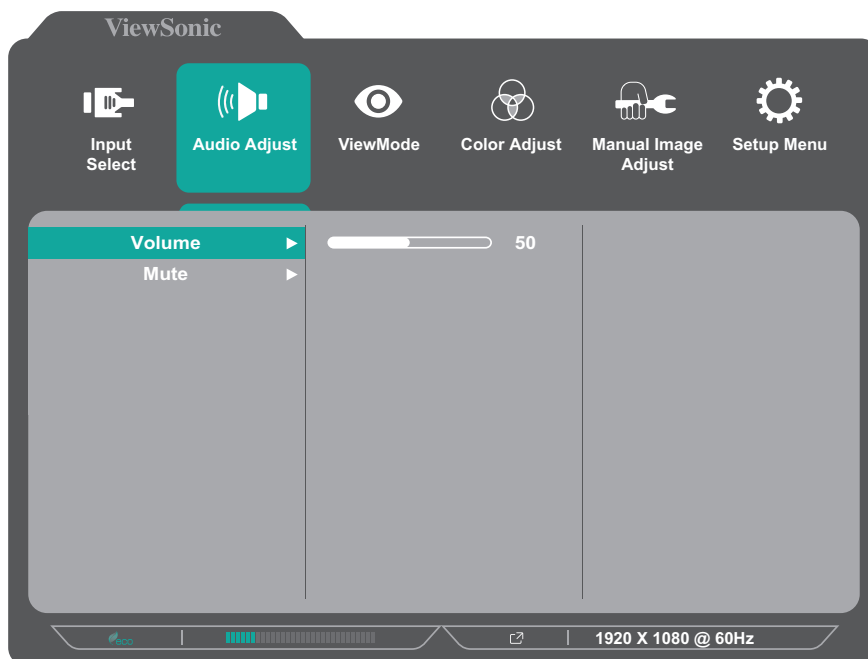 ViewSonic
Input
Select
Audio Adjust
ViewMode
Color Adjust
Manual Image
Adjust
Setup Menu
Volume
50
Mute
eco
1920 X 1080 @ 60Hz